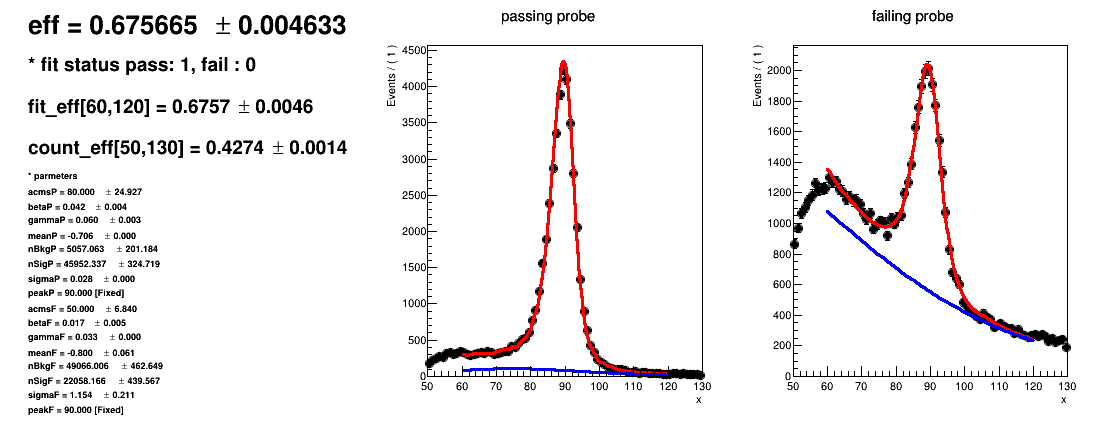 eff = 0.675665 ± 0.004633
* fit status pass: 1, fail : 0
fit_eff[60,120] = 0.6757 ± 0.0046
count_eff[50,130] = 0.4274 ± 0.0014
* parmeters
acmsP = 80.000 ± 24.927
betaP = 0.042 ± 0.004
gammaP = 0.060 ± 0.003
meanP = -0.706 ± 0.000
nBkgP = 5057.063 ± 201.184
nSigP = 45952.337 ± 324.719
sigmaP = 0.028 ± 0.000
peakP = 90.000 [Fixed]
acmsF = 50.000 ± 6.840
betaF = 0.017 ± 0.005
gammaF = 0.033 ± 0.000
meanF = -0.800 ± 0.061
nBkgF = 49066.006 ± 462.649
nSigF = 22058.166 ± 439.567
sigmaF = 1.154 ± 0.211
peakF = 90.000 [Fixed]
passing probe
Events / ( 1 )
4500
4000
3500
3000
2500
2000
1500
1000
500
0
50 60 70 80 90 100 110 120 130
x
failing probe
Events / ( 1 )
2000
1800
1600
1400
1200
1000
800
600
400
200
0
50 60 70 80 90 100 110 120 130
x